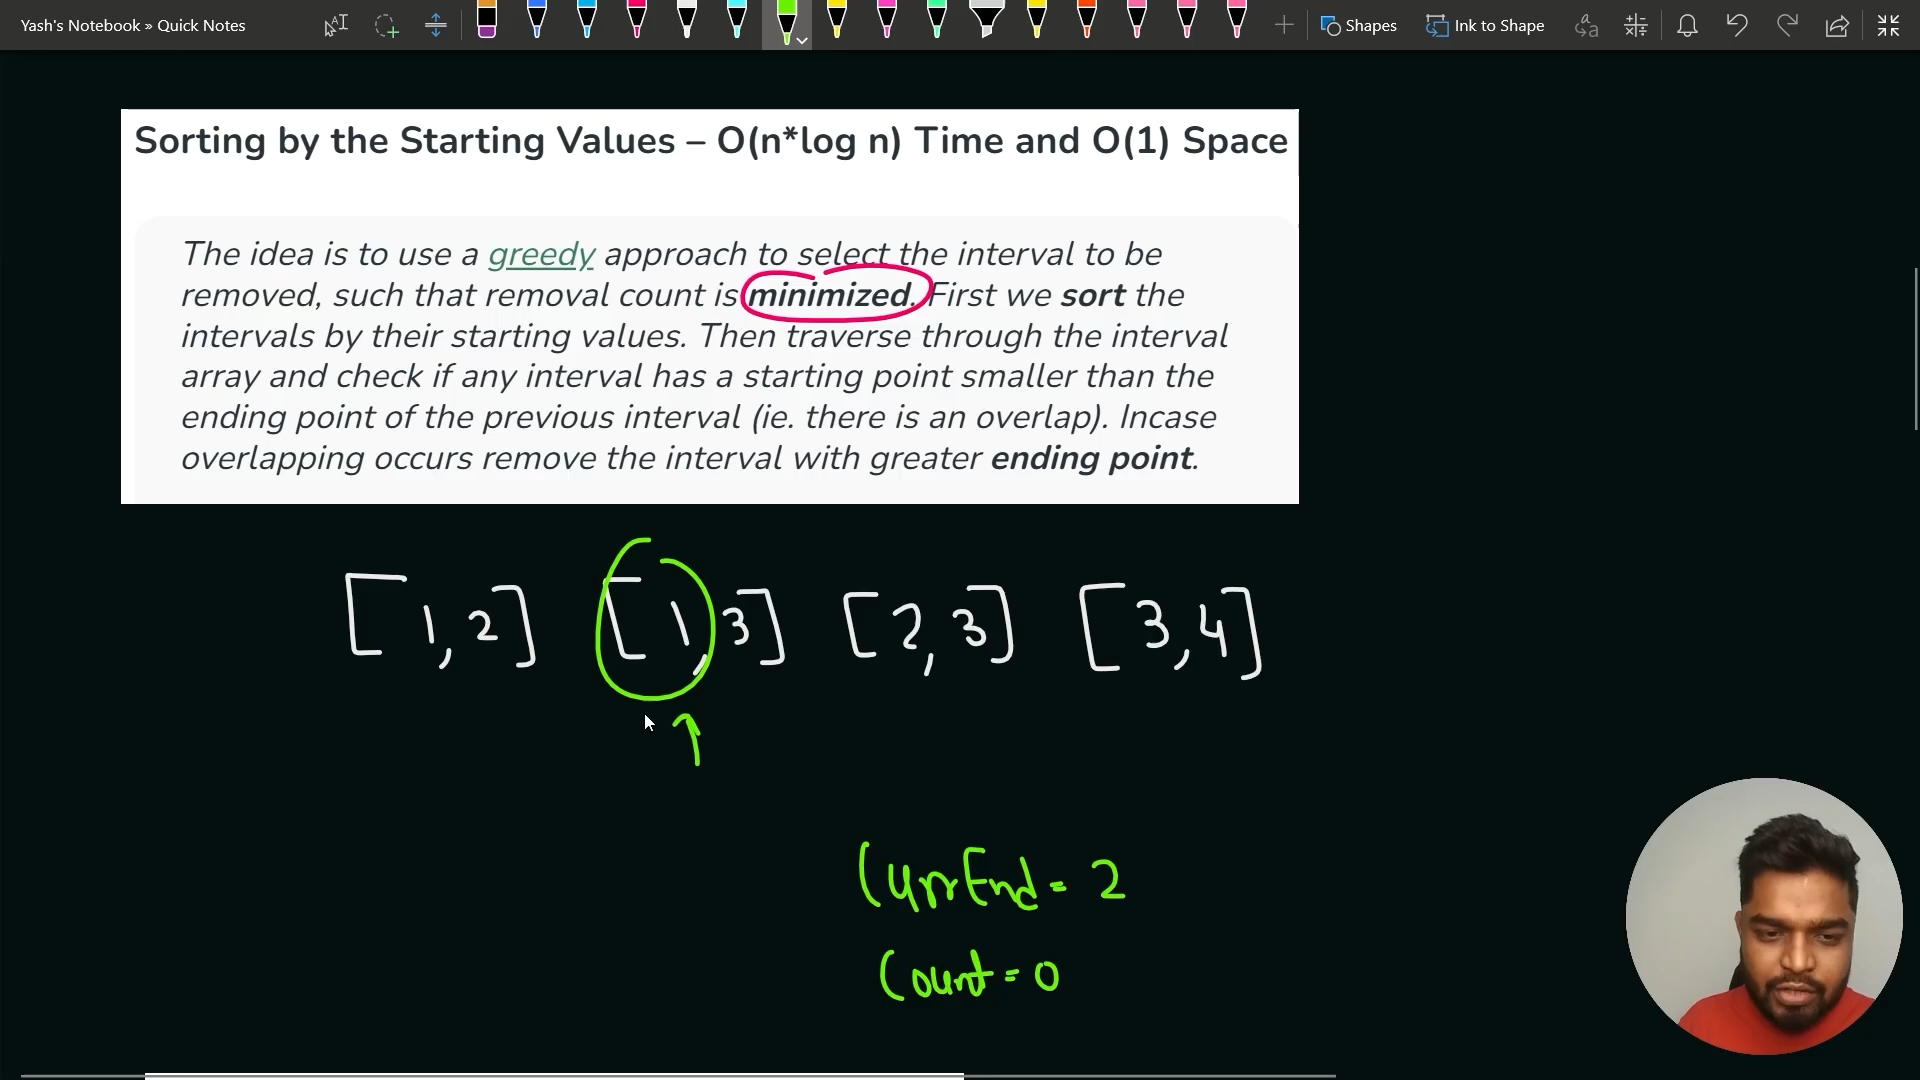 Yash's Notebook » Quick Notes
Shapes
Ink to Shape
Sorting by the Starting Values – O(n*log n) Time and O(1) Space
The idea is to use a greedy approach to select the interval to be
removed, such that removal count is minimized. First we sort the
intervals by their starting values. Then traverse through the interval
array and check if any interval has a starting point smaller than the
ending point of the previous interval (ie. there is an overlap). Incase
overlapping occurs remove the interval with greater ending point.
[1,2] [1,3] [2,3] [3,4]
CurrEnd = 2
Count = 0